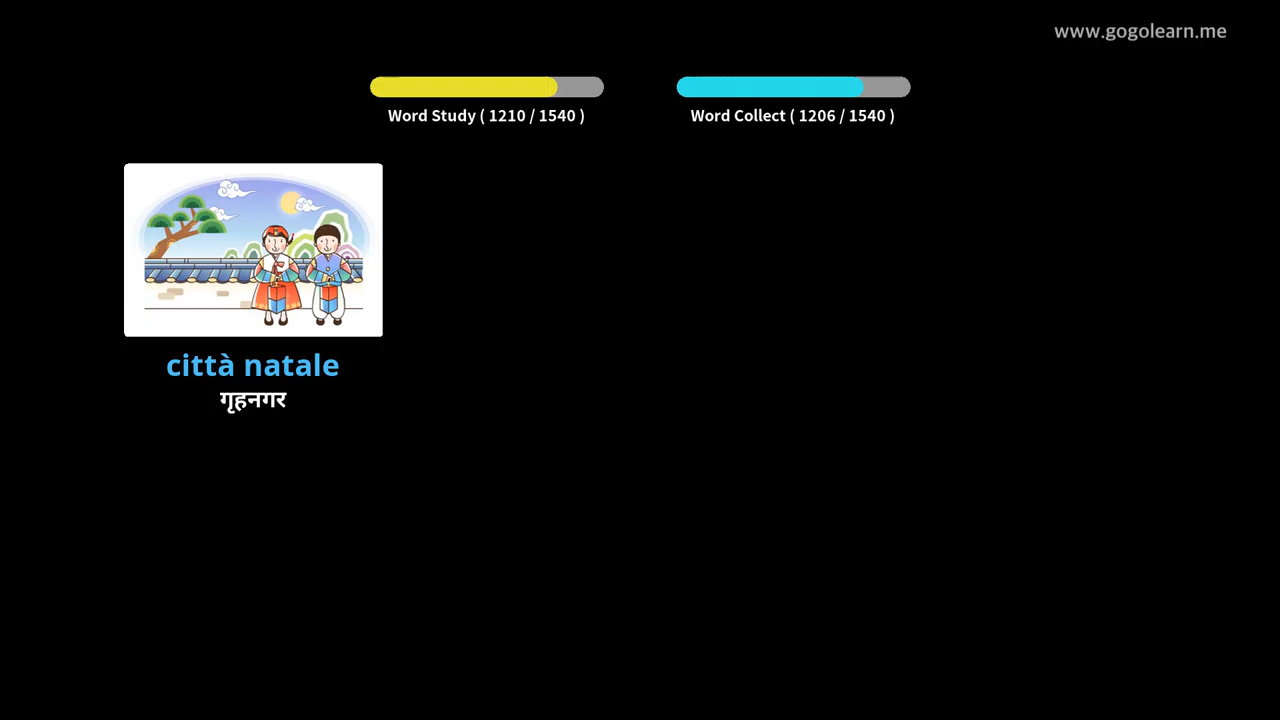 www.gogolearn.me
Word Study ( 1210 / 1540 )
Word Collect ( 1206 / 1540 )
città natale
गृहनगर